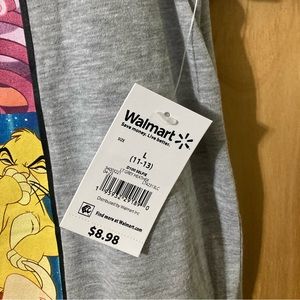 Walmart
Save money. Live better.
SIZE
L
(11-13)
Distributed by Walmart Inc.
Find more at Walmart.com
$8.98